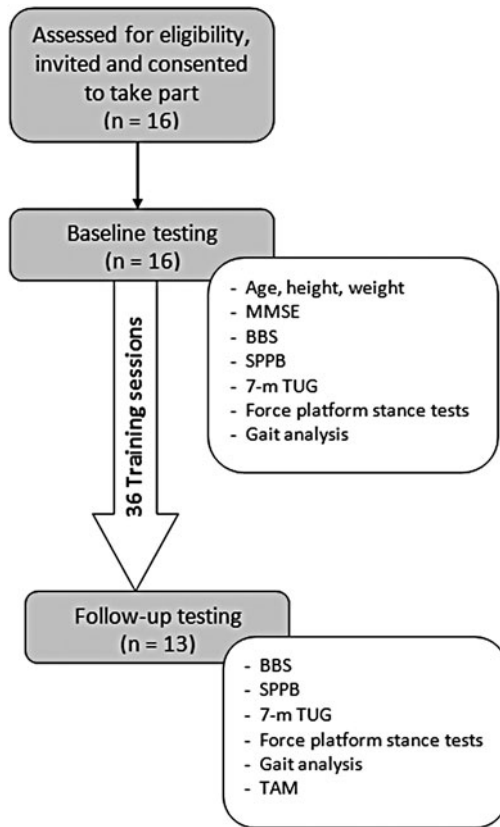 Assessed for eligibility,
invited and consented
to take part
(n = 16)
Baseline testing
(n = 16)
- Age, height, weight
- MMSE
- BBS
- SPPB
- 7-m TUG
- Force platform stance tests
- Gait analysis
36 Training sessions
Follow-up testing
(n = 13)
- BBS
- SPPB
- 7-m TUG
- Force platform stance tests
- Gait analysis
- TAM